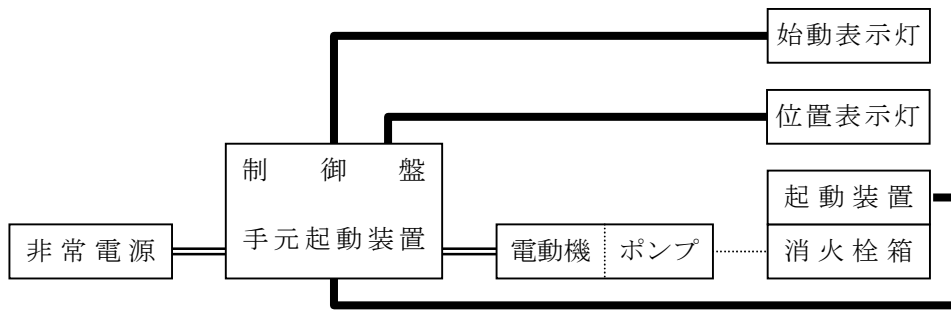 始動表示灯
位置表示灯
制御盤
起動装置
手元起動装置
非常電源
電動機
ポンプ
消火栓箱